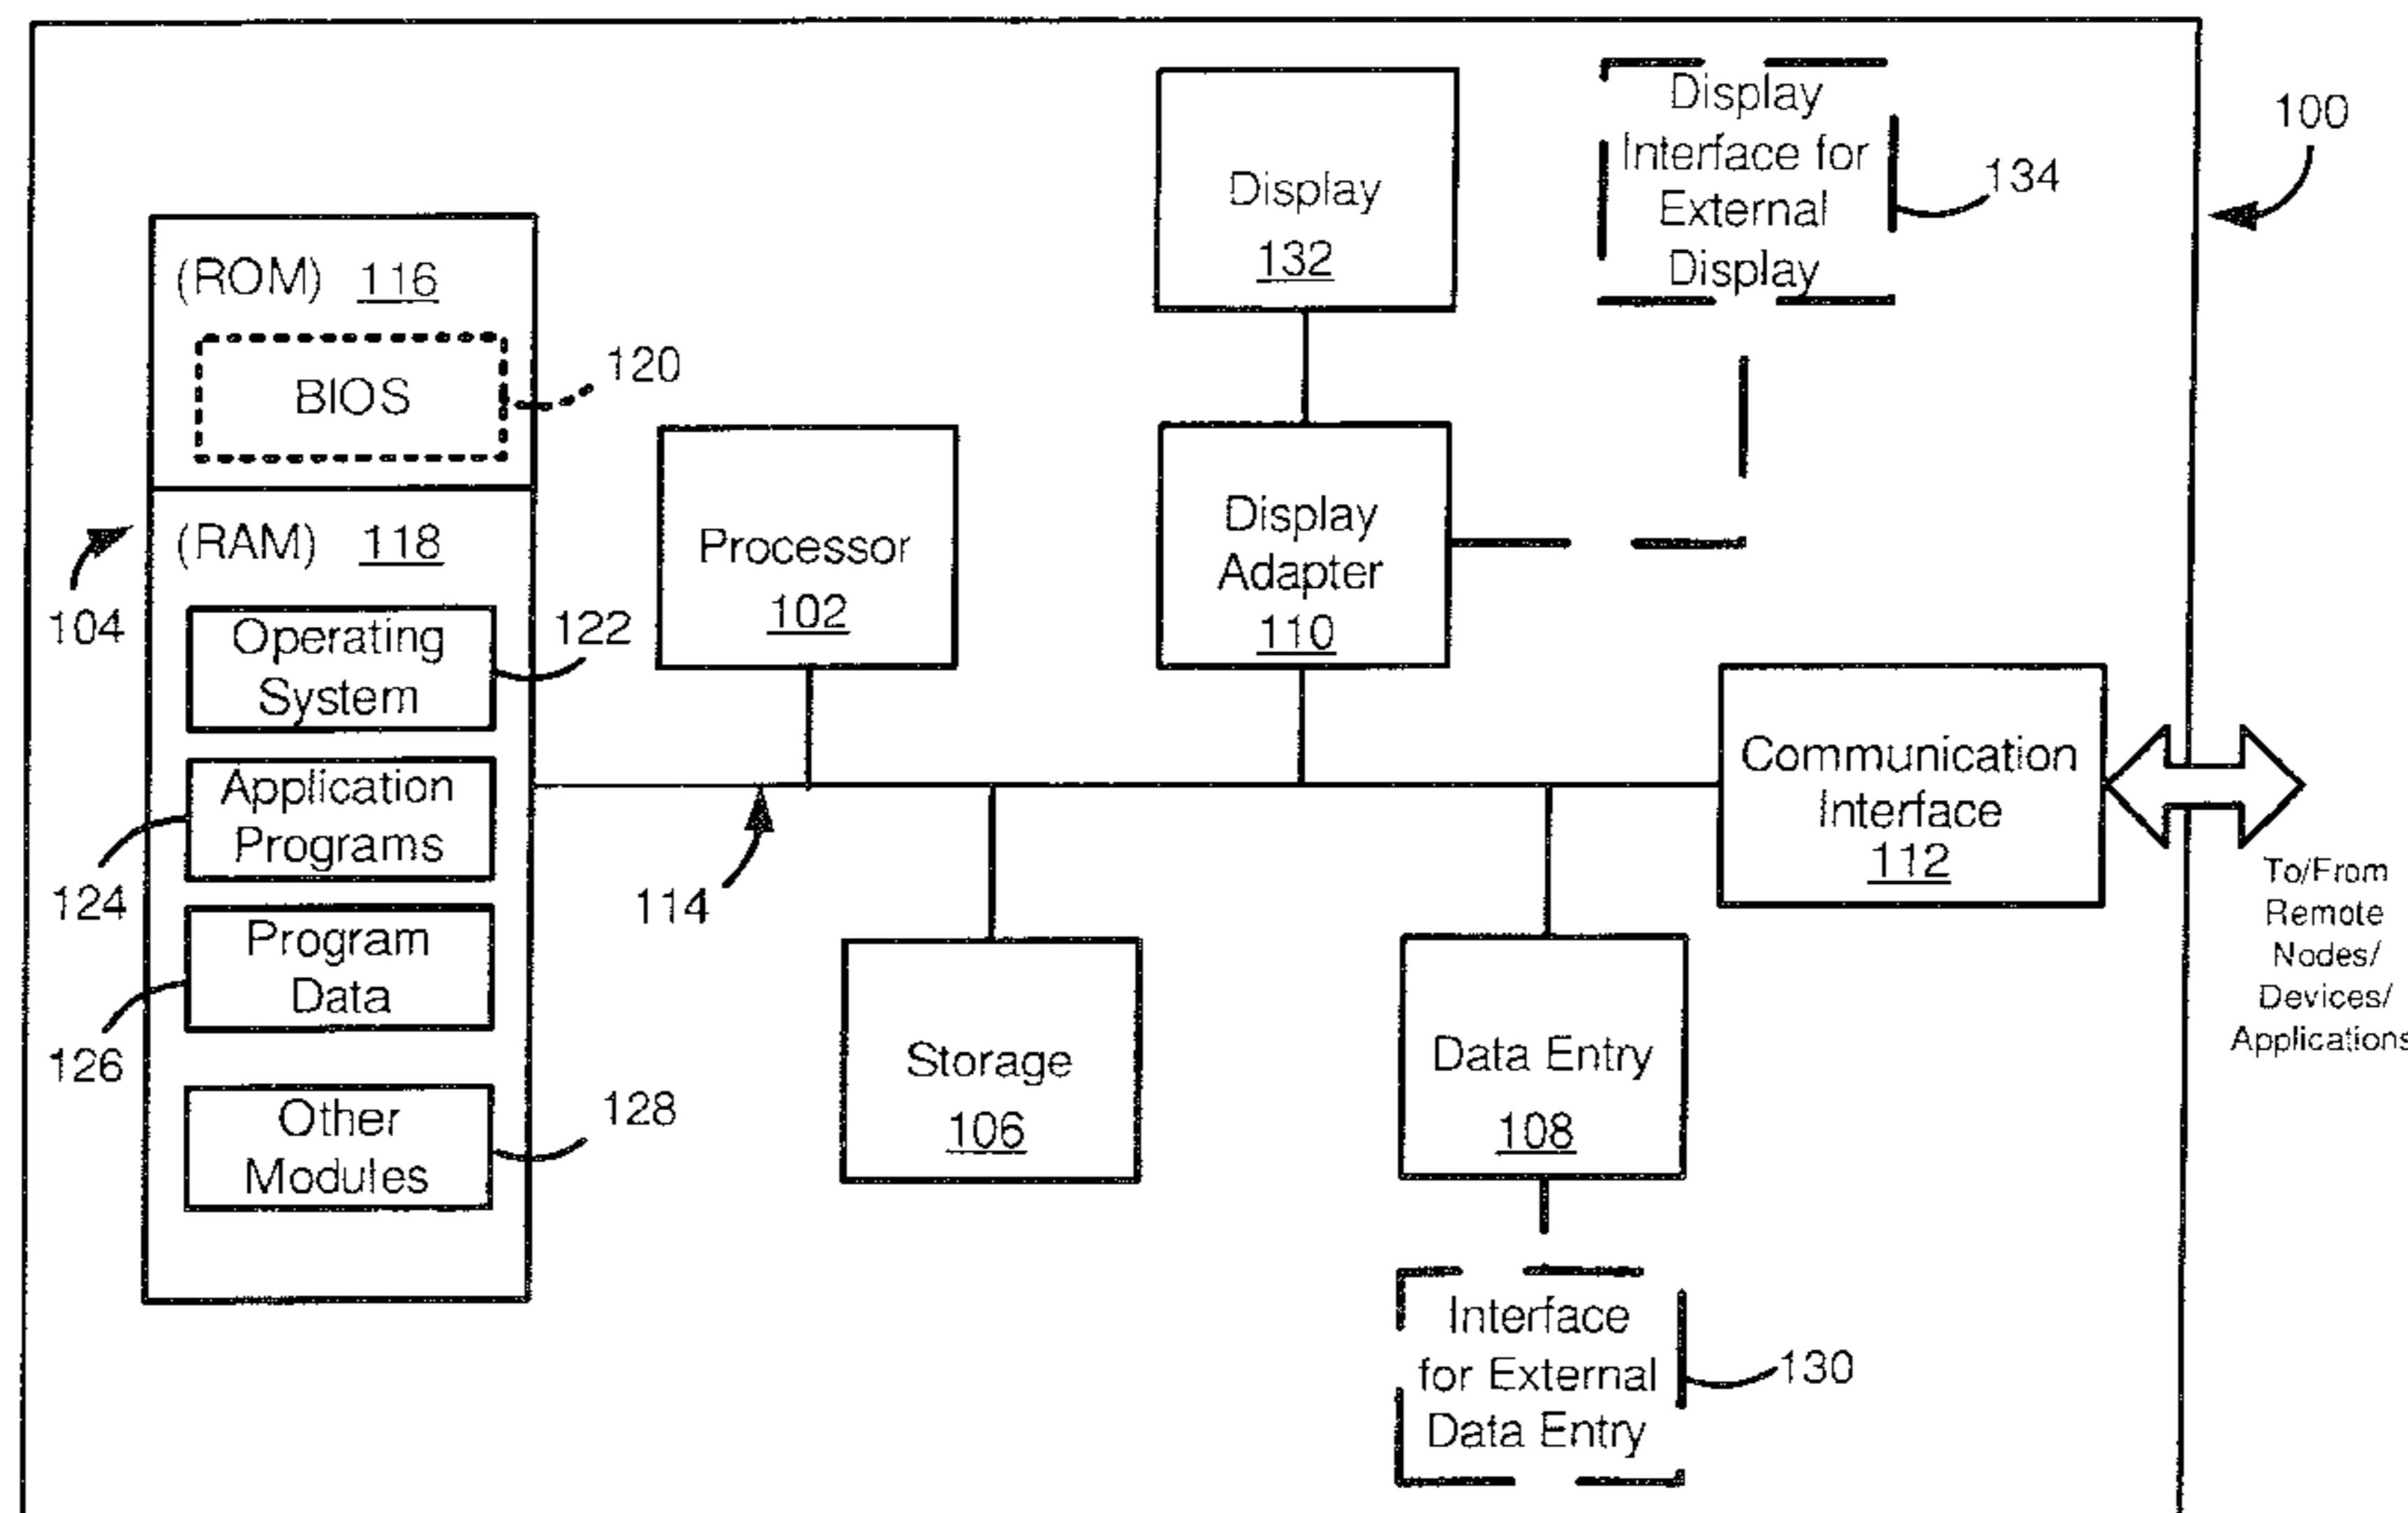 Display
Interface for
External
Display
134
100
Display
132
(ROM) 116
BIOS
120
(RAM) 118
104
Operating
System
122
Application
Programs
124
Program
Data
126
Other
Modules
128
Processor
102
Display
Adapter
110
114
Communication
Interface
112
To/From
Remote
Nodes/
Devices/
Applications
Storage
106
Data Entry
108
Interface
for External
Data Entry
130